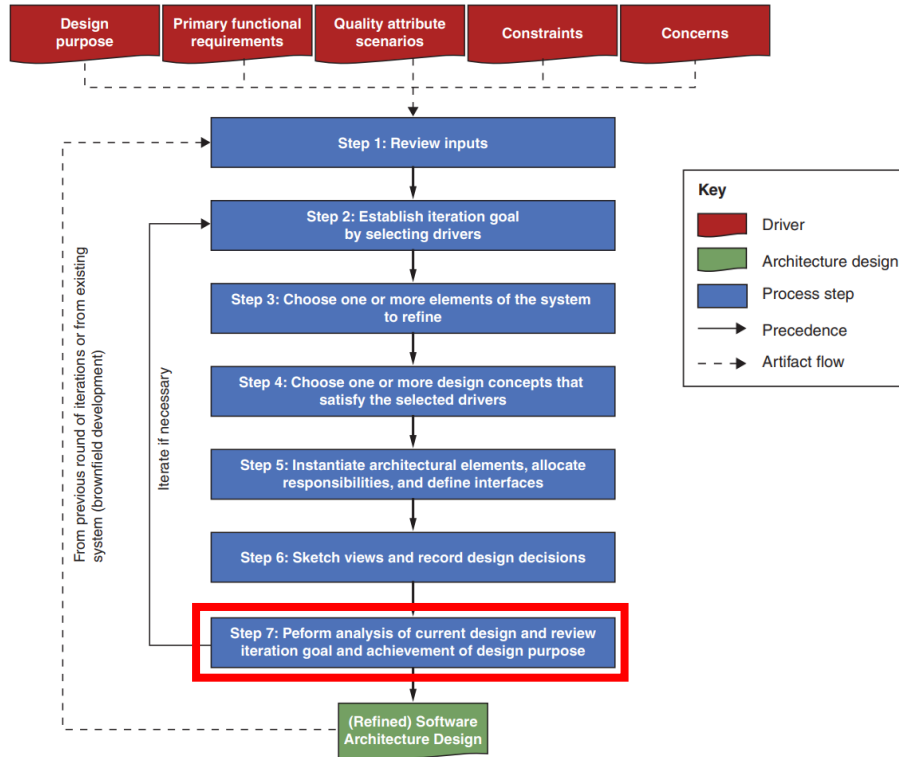 Design
purpose
Primary functional
requirements
Quality attribute
scenarios
Constraints
Concerns
Step 1: Review inputs
Step 2: Establish iteration goal
by selecting drivers
Step 3: Choose one or more elements of the system
to refine
Step 4: Choose one or more design concepts that
satisfy the selected drivers
Step 5: Instantiate architectural elements, allocate
responsibilities, and define interfaces
Step 6: Sketch views and record design decisions
Step 7: Peform analysis of current design and review
iteration goal and achievement of design purpose
(Refined) Software
Architecture Design
From previous round of iterations or from existing
system (brownfield development)
Iterate if necessary
Key
Driver
Architecture design
Process step
Precedence
Artifact flow